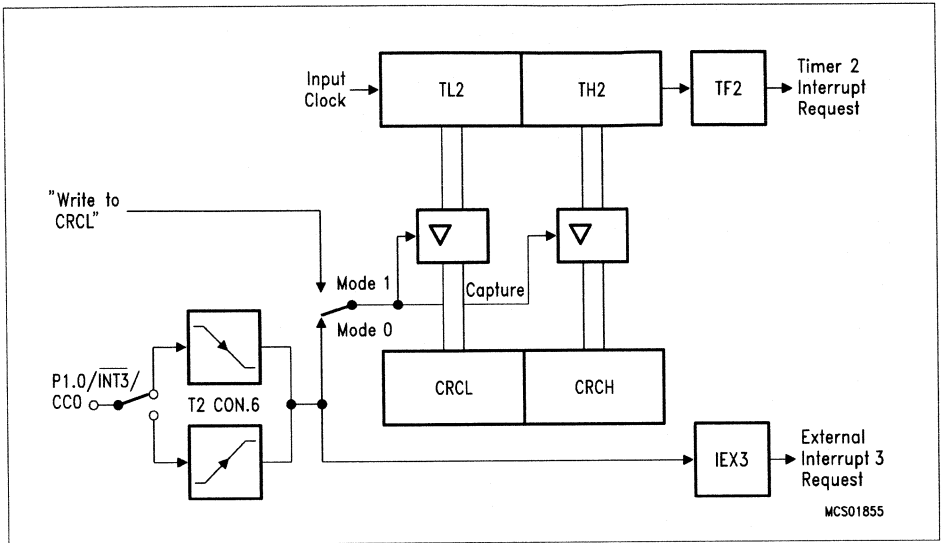 Input
Clock
TL2
TH2
TF2
Timer 2
Interrupt
Request
"Write to
CRCL"
Mode 1
Capture
Mode 0
P1.0/INT3/
CC0
T2 CON.6
CRCL
CRCH
IEX3
External
Interrupt 3
Request
MCS01855